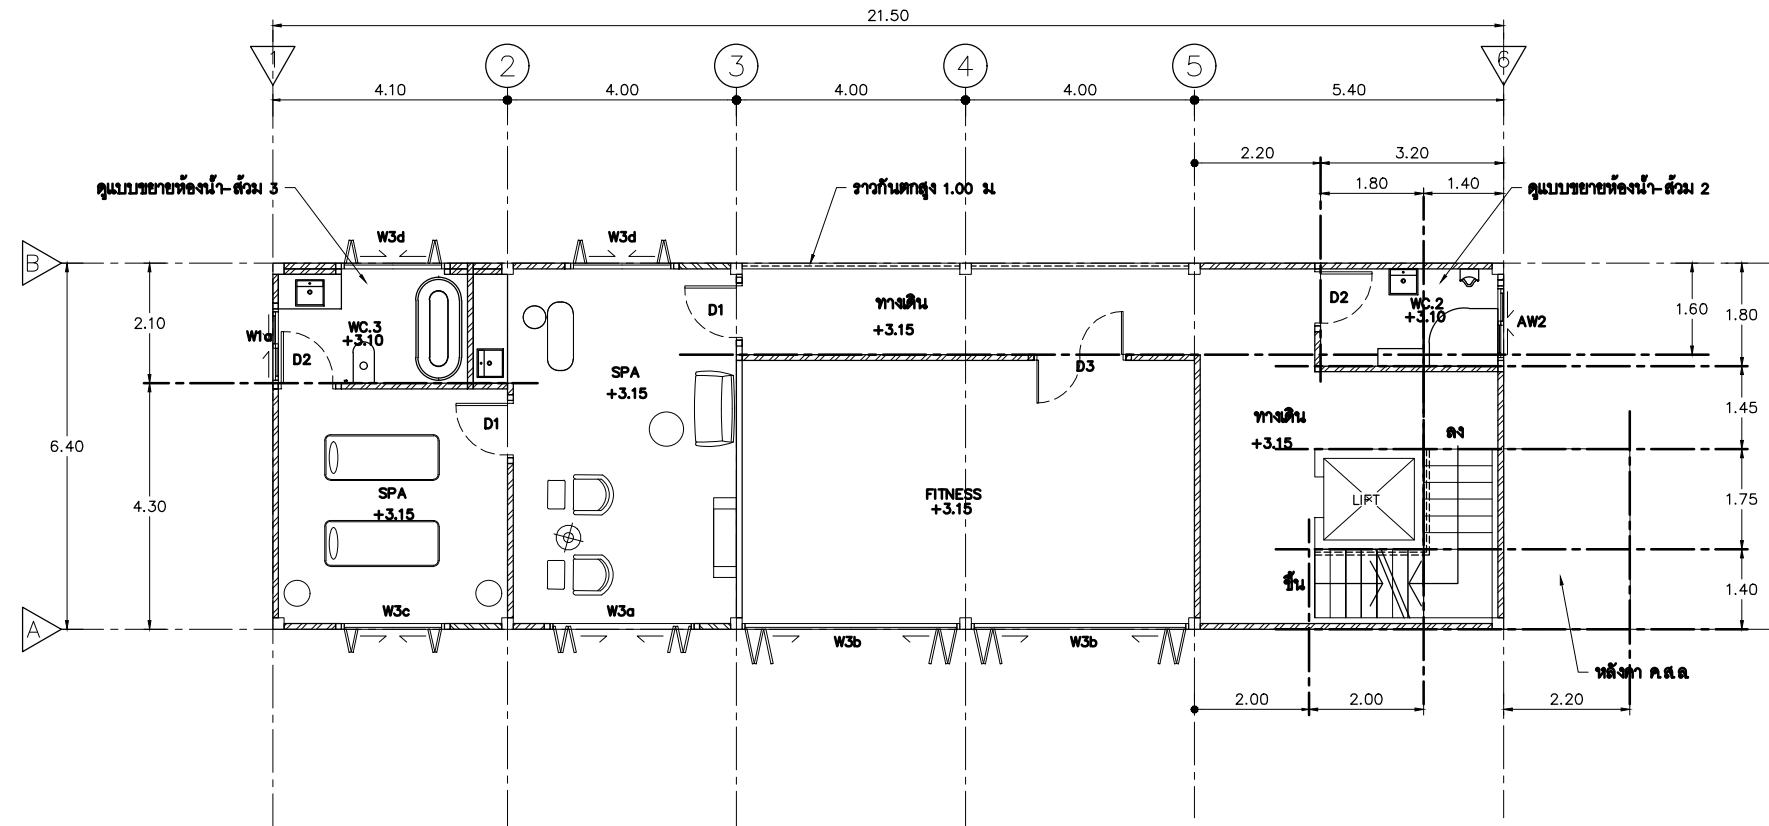 21.50
1
2
3
4
5
6
4.10
4.00
4.00
4.00
5.40
2.20
3.20
1.80
1.40
ดูแบบขยายห้องน้ำ-ส้วม 3
ราวกันตกสูง 1.00 ม.
ดูแบบขยายห้องน้ำ-ส้วม 2
W3d
W3d
B
D1
ทางเดิน
+3.15
D2
WC.2
+3.10
AW2
1.60
1.80
2.10
W1a
WC.3
+3.10
D2
SPA
+3.15
D3
D1
ทางเดิน
+3.15
ลง
1.45
6.40
4.30
SPA
+3.15
FITNESS
+3.15
LIFT
1.75
ขึ้น
1.40
W3c
W3a
A
W3b
W3b
หลังคา ค.ส.ล.
2.00
2.00
2.20